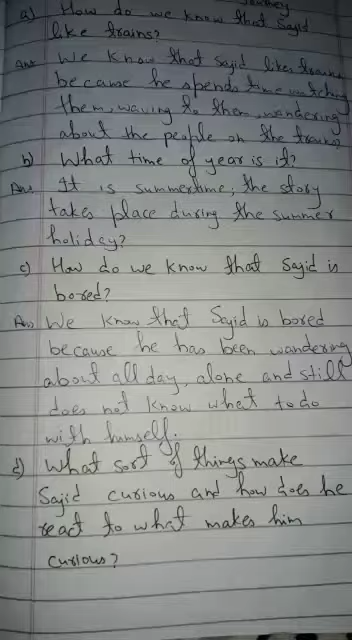 Journey
a) How do we know that Sajid
like trains?
Ans We know that Sajid likes trains
because he spends time watching
them, waving to them, wondering
about the people on the trains.
b) What time of year is it?
Ans. It is summertime; the story
takes place during the summer
holidey?
c) How do we know that Sajid is
bored?
Ans We know that Sajid is bored
because he has been wandering
about all day, alone and still
does not know what to do
with himself.
d) What sort of things make
Sajid curious and how does he
react to what makes him
curious?